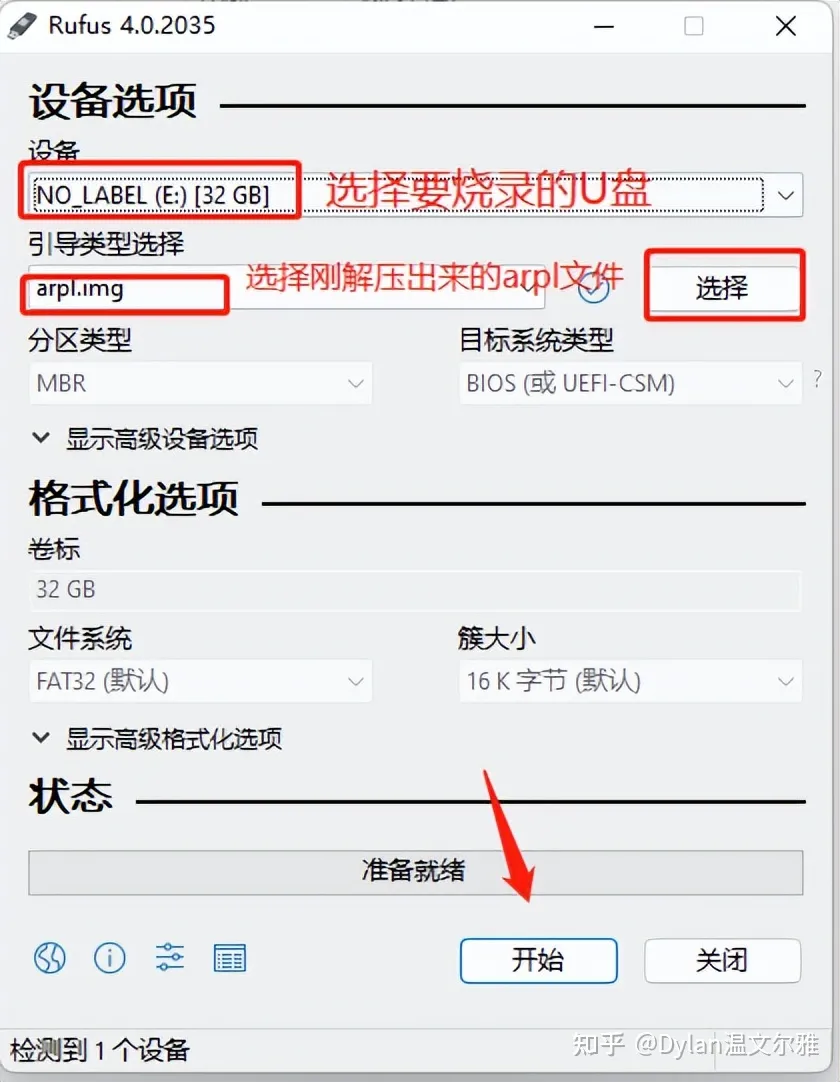 Rufus 4.0.2035
设备选项
设备
NO_LABEL (E:) [32 GB]
选择要烧录的U盘
引导类型选择
arpl.img
选择刚解压出来的arpl文件
选择
分区类型
目标系统类型
MBR
BIOS (或 UEFI-CSM)
?
显示高级设备选项
格式化选项
卷标
32 GB
文件系统
簇大小
FAT32 (默认)
16 K 字节 (默认)
显示高级格式化选项
状态
准备就绪
开始
关闭
检测到 1 个设备
知乎 @Dylan温文尔雅